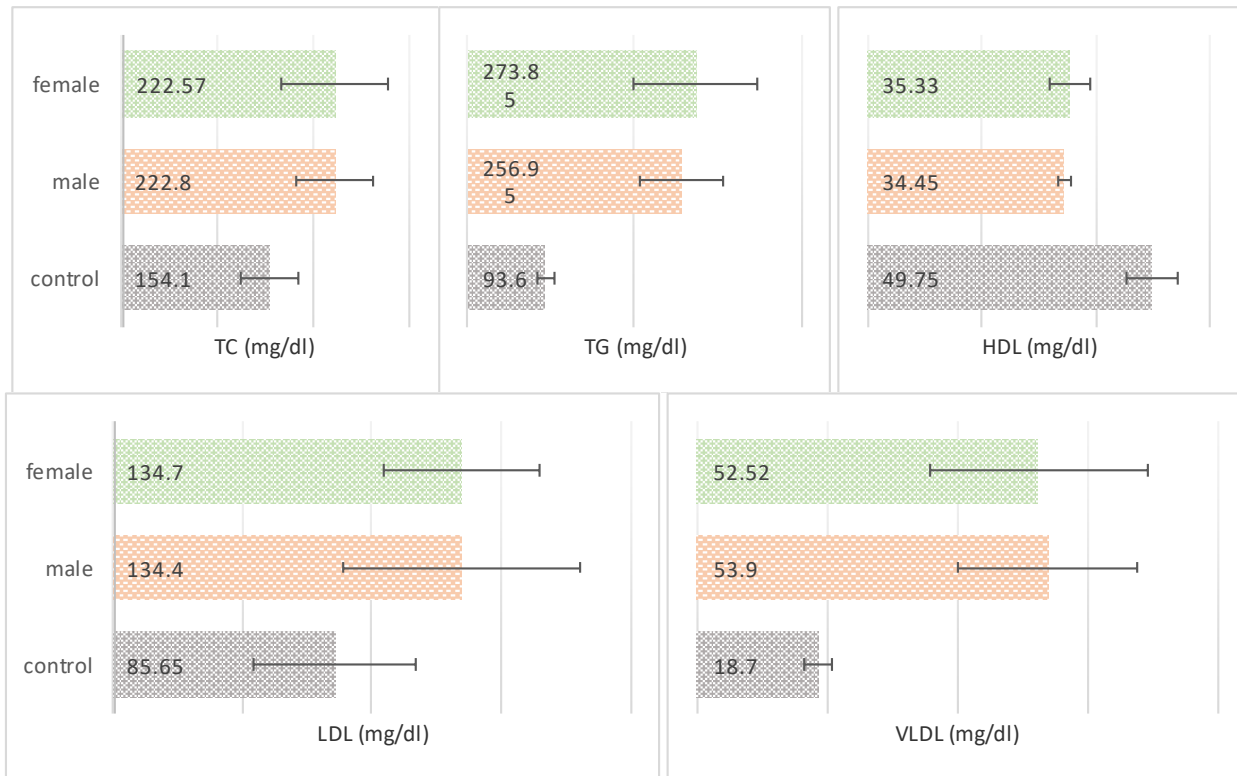 female
222.57
273.8
5
35.33
male
222.8
256.9
5
34.45
control
154.1
93.6
49.75
TC (mg/dl)
TG (mg/dl)
HDL (mg/dl)
female
134.7
52.52
male
134.4
53.9
control
85.65
18.7
LDL (mg/dl)
VLDL (mg/dl)